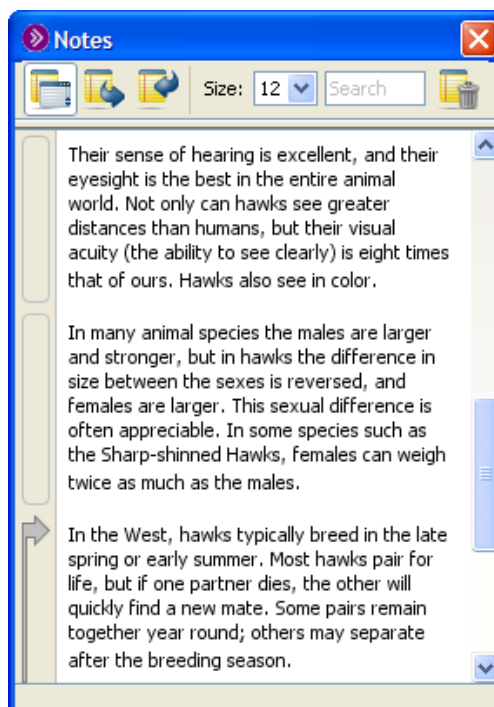 Notes
Size: 12 Search
Their sense of hearing is excellent, and their
eyesight is the best in the entire animal
world. Not only can hawks see greater
distances than humans, but their visual
acuity (the ability to see clearly) is eight times
that of ours. Hawks also see in color.
In many animal species the males are larger
and stronger, but in hawks the difference in
size between the sexes is reversed, and
females are larger. This sexual difference is
often appreciable. In some species such as
the Sharp-shinned Hawks, females can weigh
twice as much as the males.
In the West, hawks typically breed in the late
spring or early summer. Most hawks pair for
life, but if one partner dies, the other will
quickly find a new mate. Some pairs remain
together year round; others may separate
after the breeding season.